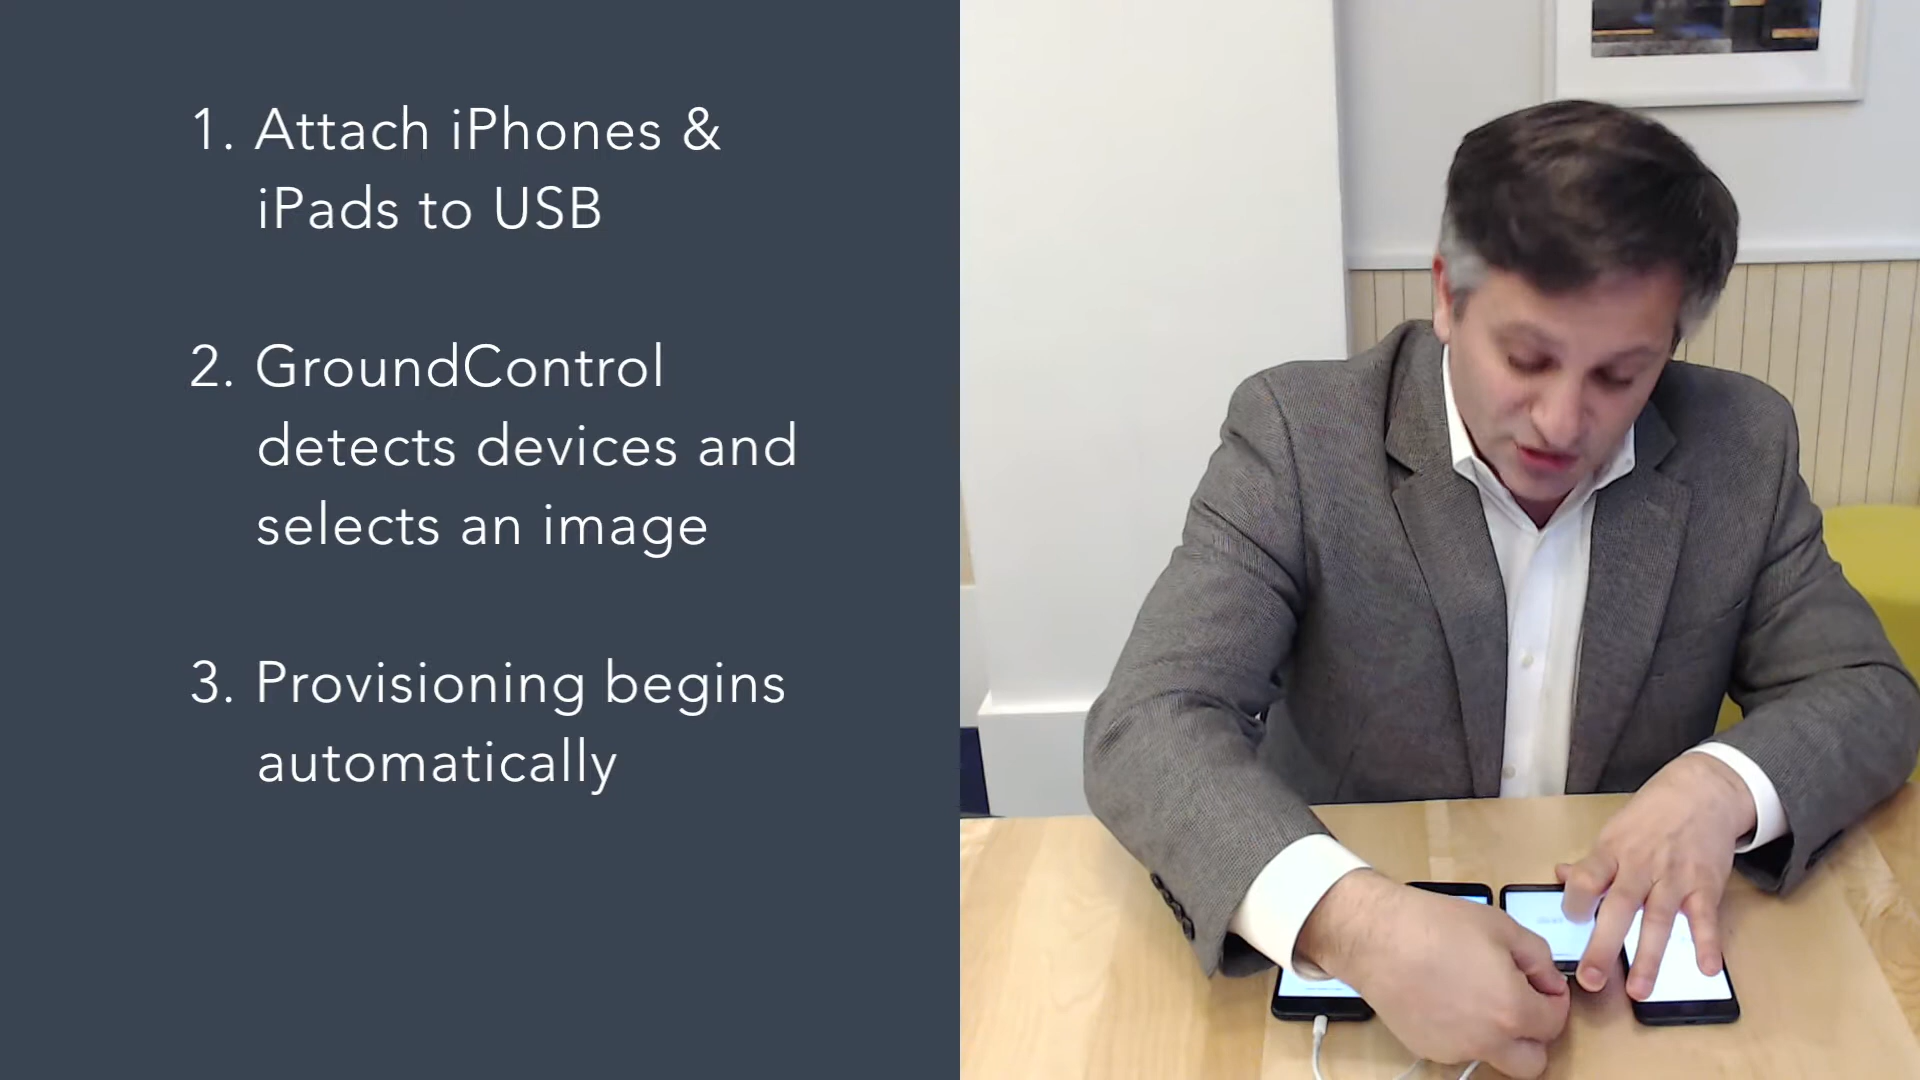 1. Attach iPhones &
iPads to USB
2. GroundControl
detects devices and
selects an image
3. Provisioning begins
automatically